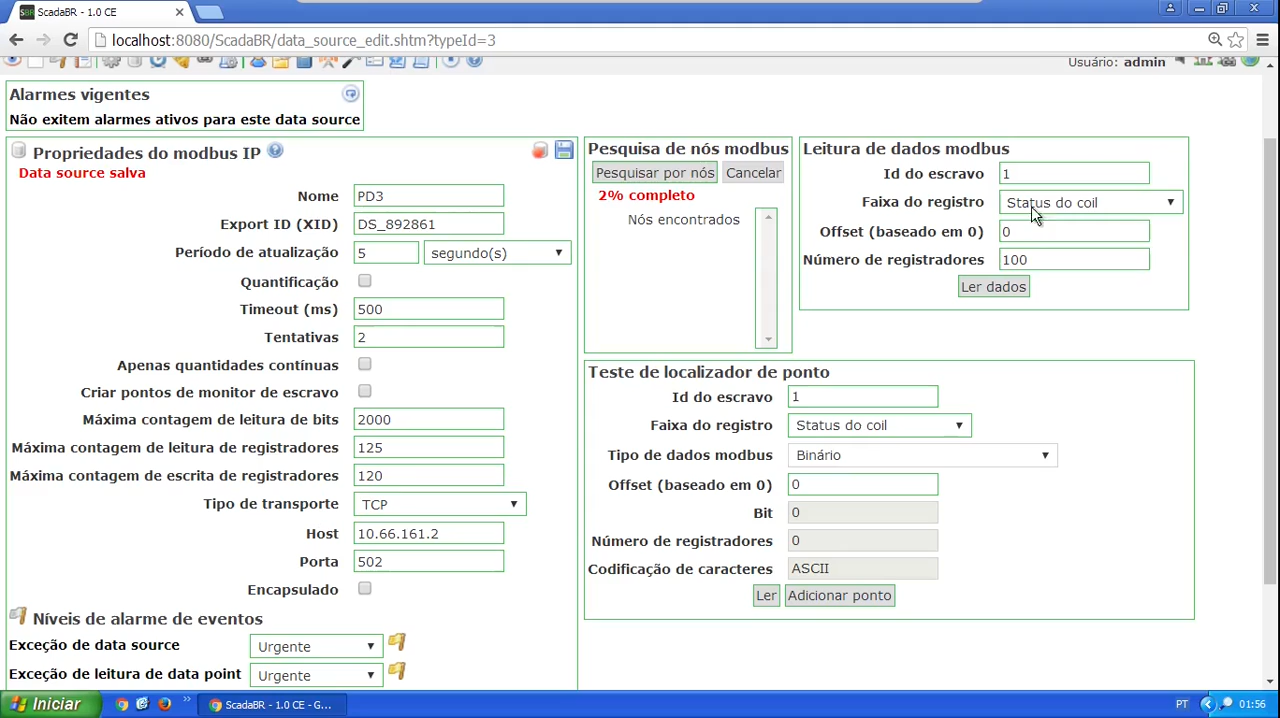 SBR ScadaBR - 1.0 CE
localhost:8080/ScadaBR/data_source_edit.shtm?typeId=3
Usuário: admin
Alarmes vigentes
Não exitem alarmes ativos para este data source
Propriedades do modbus IP
Data source salva
Nome PD3
Export ID (XID) DS_892861
Período de atualização 5 segundo(s)
Quantificação
Timeout (ms) 500
Tentativas 2
Apenas quantidades contínuas
Criar pontos de monitor de escravo
Máxima contagem de leitura de bits 2000
Máxima contagem de leitura de registradores 125
Máxima contagem de escrita de registradores 120
Tipo de transporte TCP
Host 10.66.161.2
Porta 502
Encapsulado
Níveis de alarme de eventos
Exceção de data source Urgente
Exceção de leitura de data point Urgente
Pesquisa de nós modbus
Pesquisar por nós Cancelar
2% completo
Nós encontrados
Leitura de dados modbus
Id do escravo 1
Faixa do registro Status do coil
Offset (baseado em 0) 0
Número de registradores 100
Ler dados
Teste de localizador de ponto
Id do escravo 1
Faixa do registro Status do coil
Tipo de dados modbus Binário
Offset (baseado em 0) 0
Bit 0
Número de registradores 0
Codificação de caracteres ASCII
Ler Adicionar ponto
Iniciar ScadaBR - 1.0 CE - G... PT 01:56